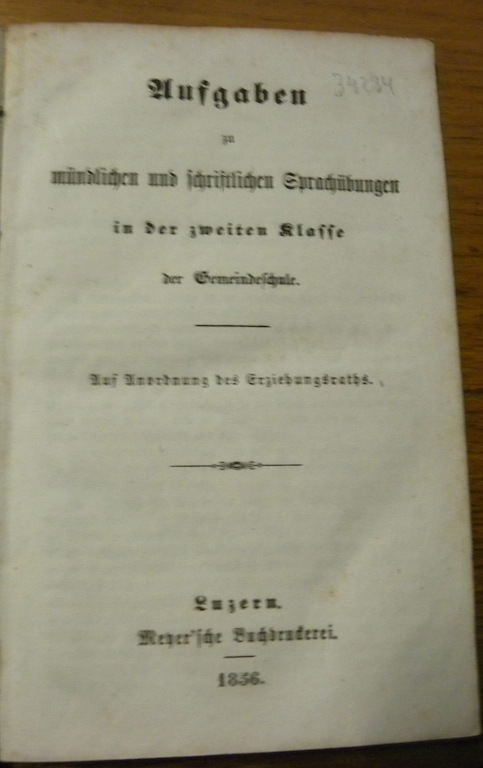 Aufgaben
34234
zu
mündlichen und schriftlichen Sprachübungen
in der zweiten Klasse
der Gemeindeschule.
Auf Anordnung des Erziehungsraths.
Luzern.
Meyer'sche Buchdruckerei.
1856.